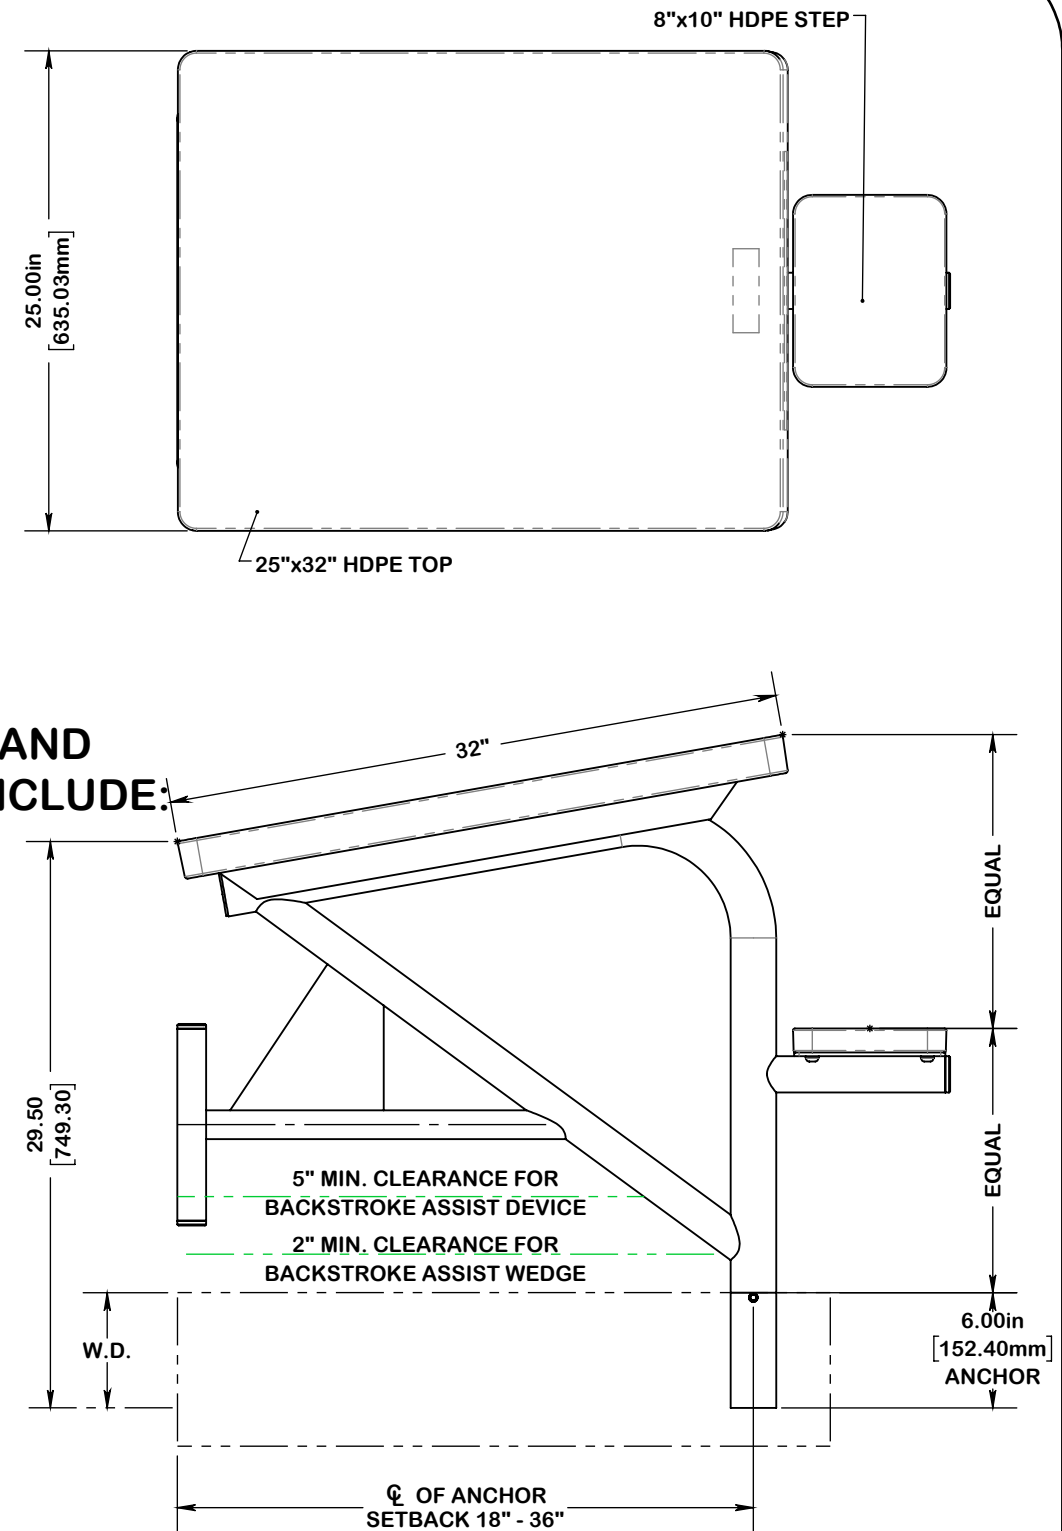 8"x10" HDPE STEP
25.00in
[635.03mm]
25"x32" HDPE TOP
AND
NCLUDE:
32"
EQUAL
29.50
[749.30]
EQUAL
5" MIN. CLEARANCE FOR
BACKSTROKE ASSIST DEVICE
2" MIN. CLEARANCE FOR
BACKSTROKE ASSIST WEDGE
W.D.
6.00in
[152.40mm]
ANCHOR
℄ OF ANCHOR
SETBACK 18" - 36"